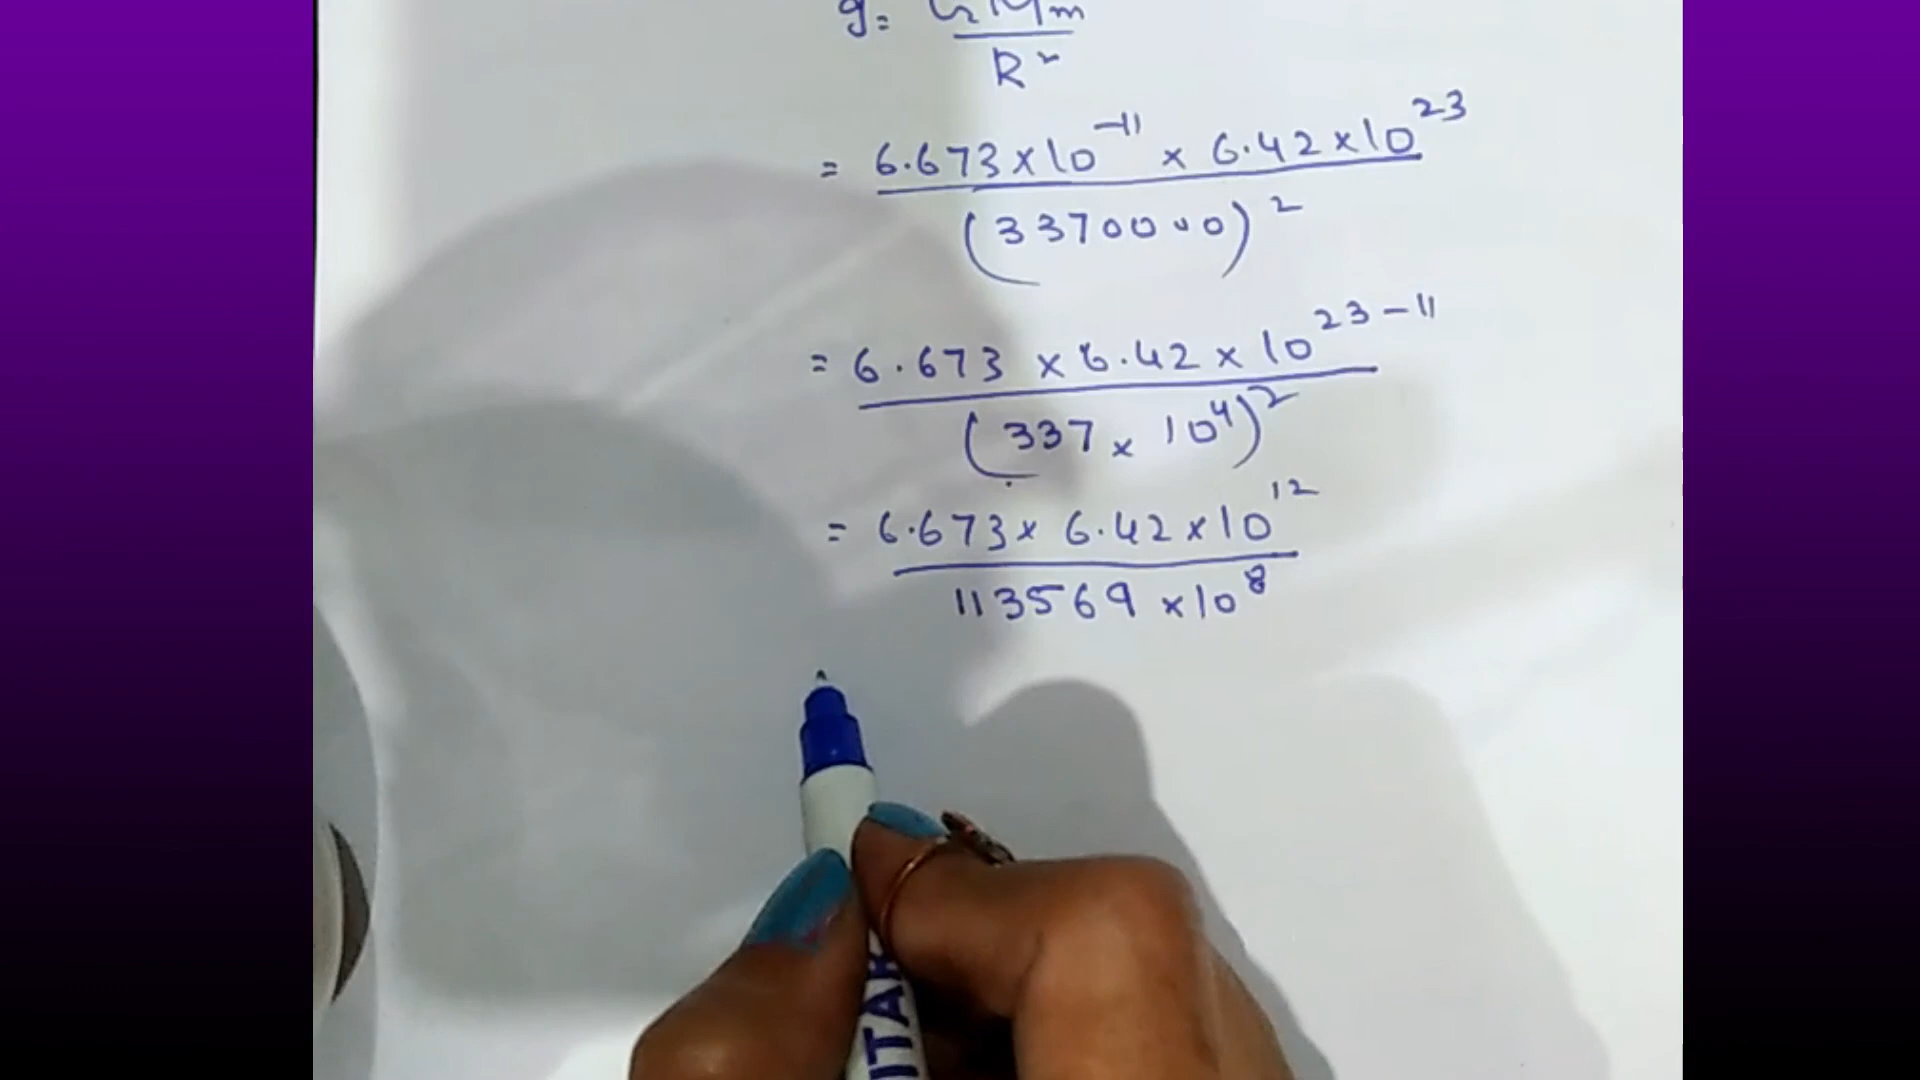 g = GMm
R²
= 6.673 x 10⁻¹¹ x 6.42 x 10²³
(3370000)²
= 6.673 x 6.42 x 10²³⁻¹¹
(337 x 10⁴)²
= 6.673 x 6.42 x 10¹²
113569 x 10⁸
ITAK